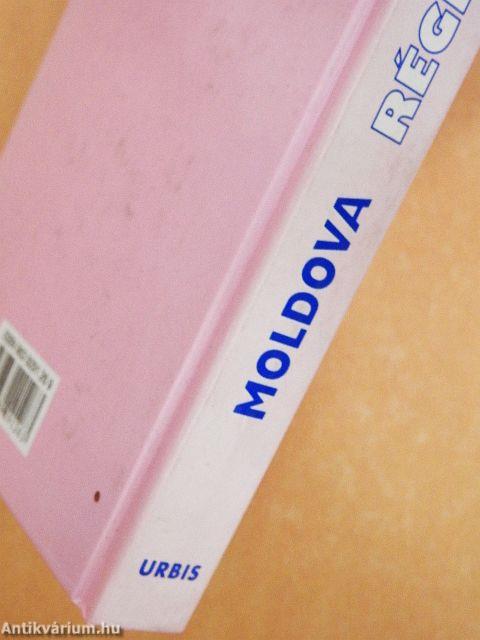 RÉG
MOLDOVA
URBIS
Antikvárium.hu